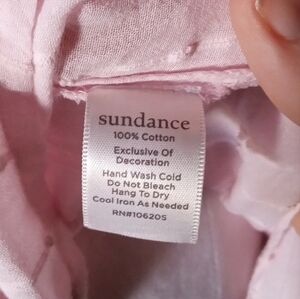 sundance
100% Cotton
Exclusive Of
Decoration
Hand Wash Cold
Do Not Bleach
Hang To Dry
Cool Iron As Needed
RN#106205